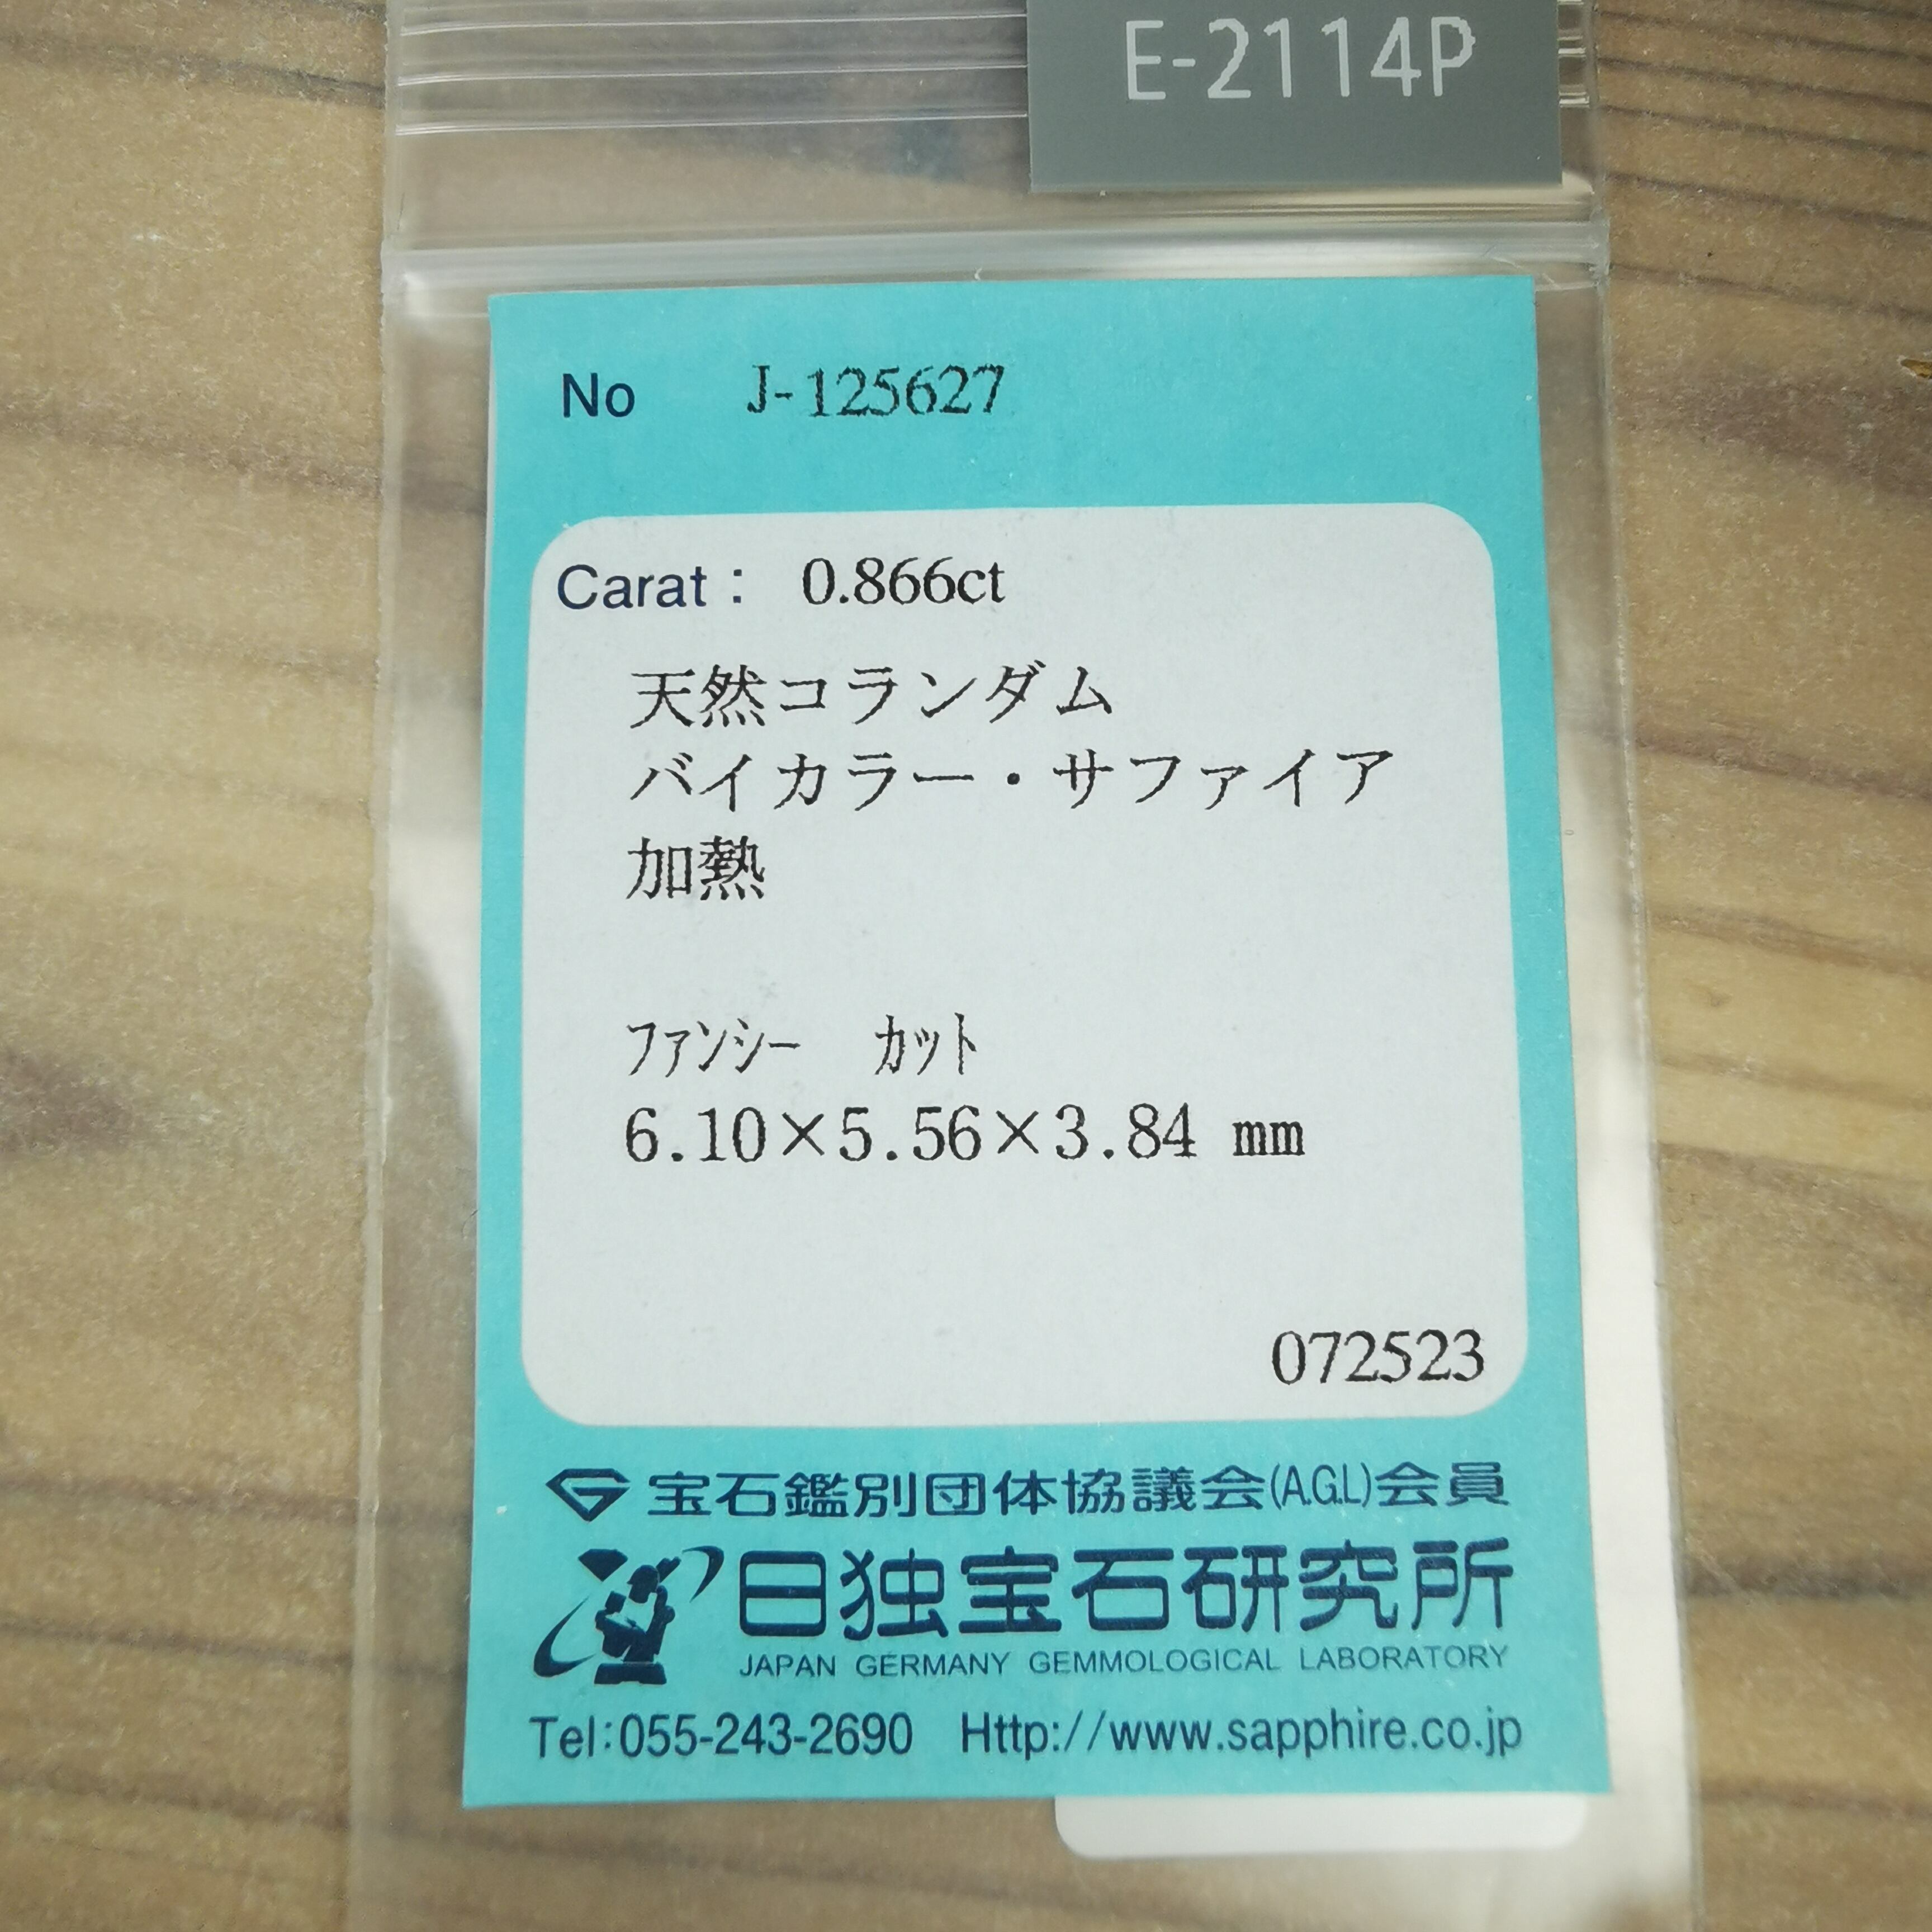 E-2114P
No J-125627
Carat： 0.866ct
天然コランダム
バイカラー・サファイア
加熱
ﾌｧﾝｼｰ ｶｯﾄ
6.10×5.56×3.84 mm
072523
宝石鑑別団体協議会(A.G.L)会員
日独宝石研究所
JAPAN GERMANY GEMMOLOGICAL LABORATORY
Tel:055-243-2690 Http://www.sapphire.co.jp